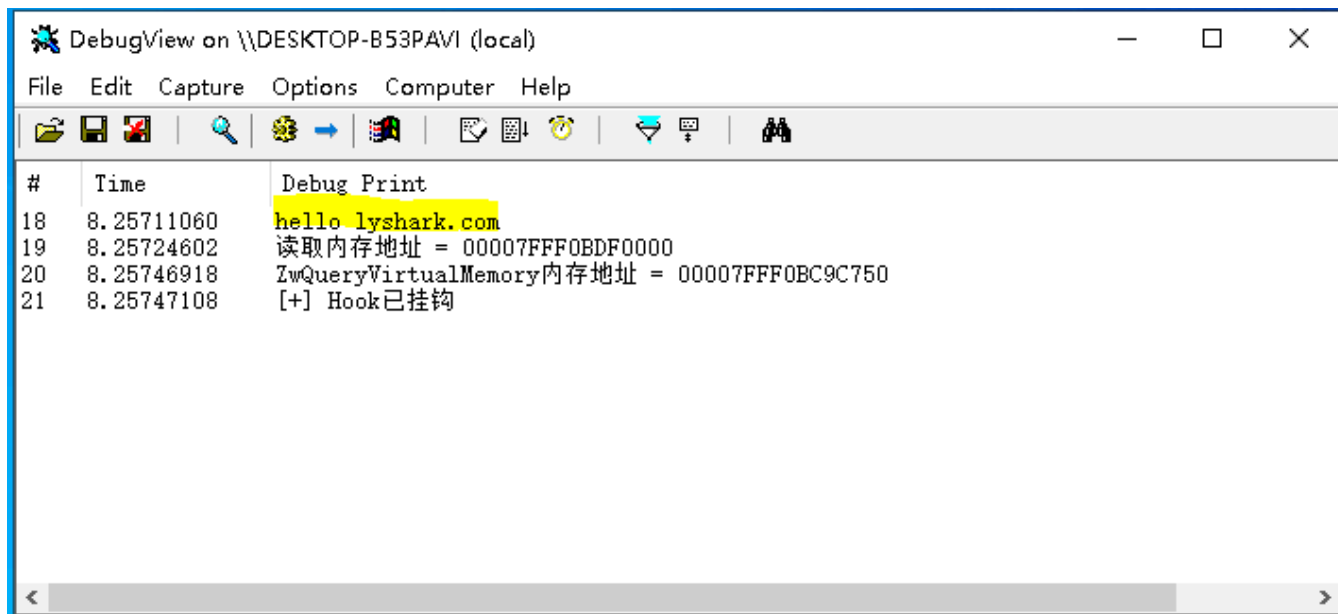 DebugView on \\DESKTOP-B53PAVI (local)
File Edit Capture Options Computer Help
# Time Debug Print
18 8.25711060 hello lyshark.com
19 8.25724602 读取内存地址 = 00007FFF0BDF0000
20 8.25746918 ZwQueryVirtualMemory内存地址 = 00007FFF0BC9C750
21 8.25747108 [+] Hook已挂钩